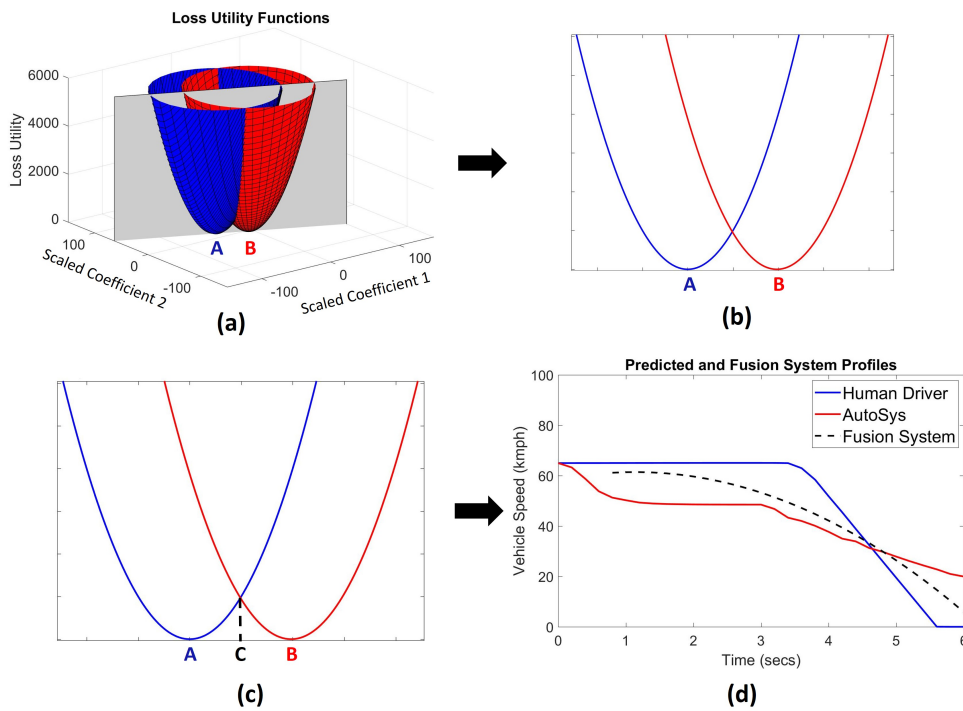 Loss Utility Functions
6000
4000
2000
0
Loss Utility
100
0
-100
Scaled Coefficient 2
-100
0
100
Scaled Coefficient 1
A
B
(a)
A
B
(b)
A
C
B
(c)
Predicted and Fusion System Profiles
100
80
60
40
20
0
Vehicle Speed (kmph)
Human Driver
AutoSys
Fusion System
0
1
2
3
4
5
6
Time (secs)
(d)